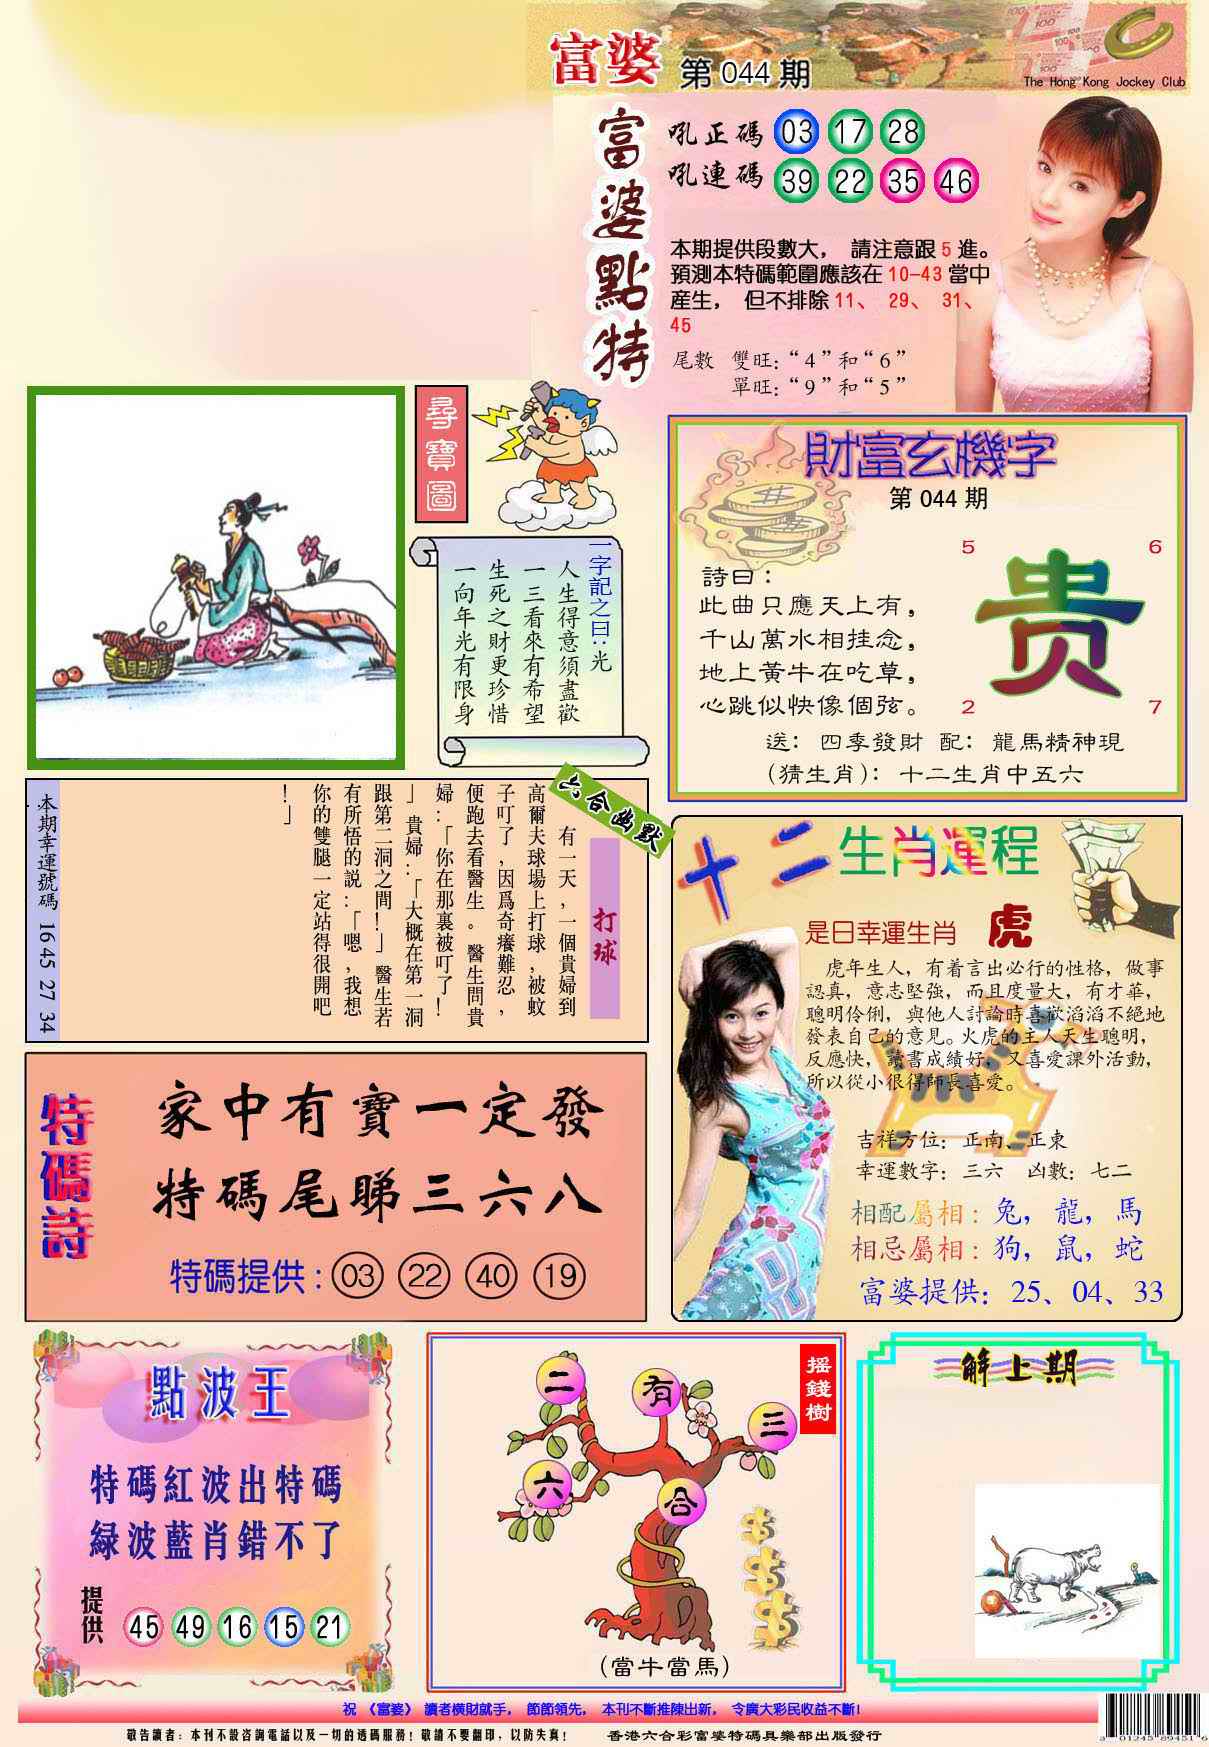 富婆 第 044 期
The Hong Kong Jockey Club
富婆點特
吼正碼 03 17 28
吼連碼 39 22 35 46
本期提供段數大， 請注意跟 5 進。
預測本特碼範圍應該在 10-43 當中
産生， 但不排除 11、 29、 31、
45
尾數 雙旺：“4”和“6”
單旺：“9”和“5”
尋寶圖
一字記之曰：光
人生得意須盡歡
一三看來有希望
生死之財更珍惜
一向年光有限身
財富玄機字
第 044 期
詩曰：
此曲只應天上有，
千山萬水相挂念，
地上黃牛在吃草，
心跳似快像個弦。
5 6
贵
2 7
送：四季發財 配：龍馬精神現
（猜生肖）：十二生肖中五六
六合幽默
打球
有一天,一個貴婦到
高爾夫球場上打球,被蚊
子叮了,因爲奇癢難忍,
便跑去看醫生。醫生問貴
婦:「你在那裏被叮了!
」貴婦:「大概在第一洞
跟第二洞之間!」醫生若
有所悟的説:「嗯,我想
你的雙腿一定站得很開吧
!」
本期幸運號碼 16 45 27 34
十二生肖運程
是日幸運生肖 虎
虎年生人，有着言出必行的性格，做事
認真，意志堅強，而且度量大，有才華，
聰明伶俐，與他人討論時喜歡滔滔不絕地
發表自己的意見。火虎的主人天生聰明，
反應快，讀書成績好，又喜愛課外活動，
所以從小很得師長喜愛。
吉祥方位：正南、正東
幸運數字：三六 凶數：七二
相配屬相：兔，龍，馬
相忌屬相：狗，鼠，蛇
富婆提供：25、04、33
特碼詩
家中有寶一定發
特碼尾睇三六八
特碼提供：03 22 40 19
點波王
特碼紅波出特碼
緑波藍肖錯不了
提供 45 49 16 15 21
搖錢樹
二 有 三
六 合
（當牛當馬）
解上期
祝 《富婆》 讀者橫財就手， 節節領先， 本刊不斷推陳出新， 令廣大彩民收益不斷！
敬告讀者：本刊不設咨詢電話以及一切的透碼服務！敬請不要翻印，以防失真！ 香港六合彩富婆特碼具樂部出版發行
a 01245 89451 6